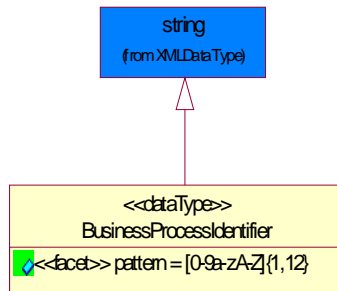 string
(from XMLDataType)
<<dataType>>
BusinessProcessIdentifier
<<facet>> pattern = [0-9a-zA-Z]{1,12}